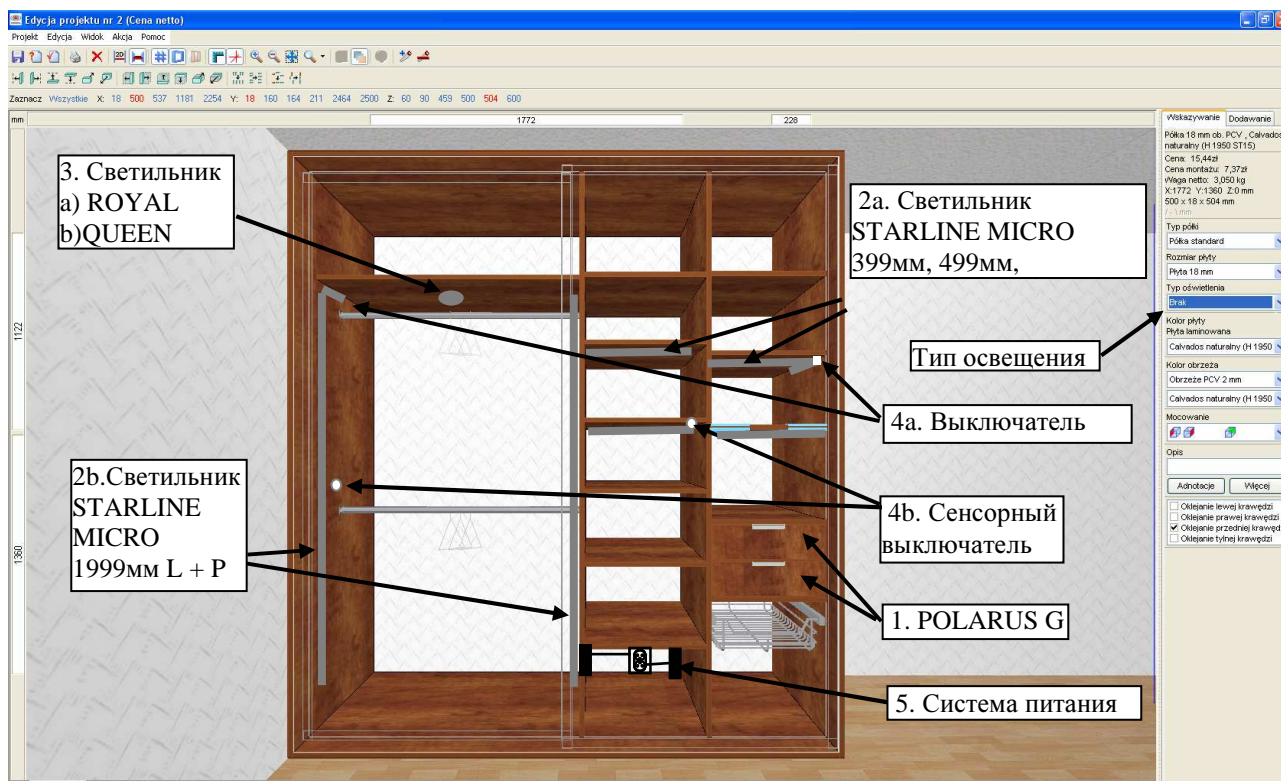 Edycja projektu nr 2 (Cena netto)
Projekt Edycja Widok Akcja Pomoc
2D
Zaznacz Wszystkie X: 18 500 537 1181 2254 Y: 18 160 164 211 2464 2500 Z: 60 90 459 500 504 600
mm 1772 228
1122
1360
3. Светильник
a) ROYAL
b)QUEEN
2a. Светильник
STARLINE MICRO
399мм, 499мм,
Тип освещения
4a. Выключатель
2b.Светильник
STARLINE
MICRO
1999мм L + P
4b. Сенсорный
выключатель
1. POLARUS G
5. Система питания
Wskazywanie Dodawanie
Półka 18 mm ob. PCV , Calvados
naturalny (H 1950 ST15)
Cena: 15,44zł
Cena montażu: 7,37zł
Waga netto: 3,050 kg
X:1772 Y:1360 Z:0 mm
500 x 18 x 504 mm
Typ półki
Półka standard
Rozmiar płyty
Płyta 18 mm
Typ oświetlenia
Brak
Kolor płyty
Płyta laminowana
Calvados naturalny (H 1950
Kolor obrzeża
Obrzeże PCV 2 mm
Calvados naturalny (H 1950
Mocowanie
Opis
Adnotacje Więcej
Oklejanie lewej krawędzi
Oklejanie prawej krawędzi
Oklejanie przedniej krawęd
Oklejanie tylnej krawędzi